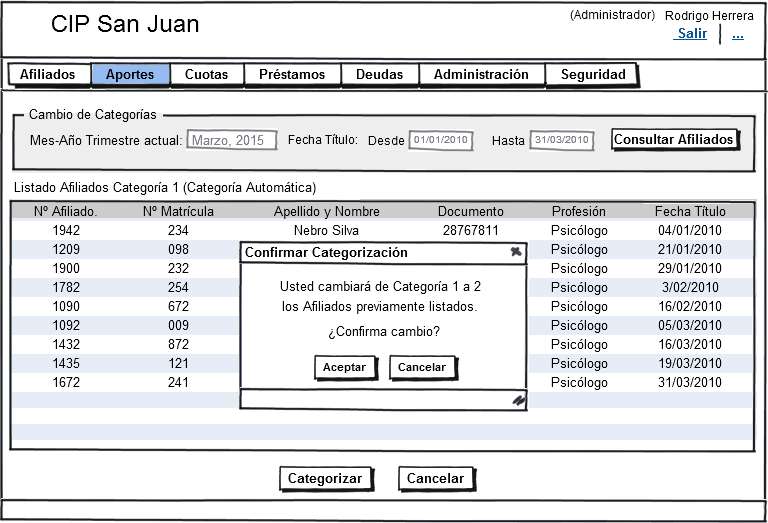 CIP San Juan
(Administrador) Rodrigo Herrera
Salir ...
Afiliados Aportes Cuotas Préstamos Deudas Administración Seguridad
Cambio de Categorías
Mes-Año Trimestre actual: Marzo, 2015 Fecha Título: Desde 01/01/2010 Hasta 31/03/2010 Consultar Afiliados
Listado Afiliados Categoría 1 (Categoría Automática)
Nº Afiliado. Nº Matrícula Apellido y Nombre Documento Profesión Fecha Título
1942 234 Nebro Silva 28767811 Psicólogo 04/01/2010
1209 098 Psicólogo 21/01/2010
1900 232 Psicólogo 29/01/2010
1782 254 Psicólogo 3/02/2010
1090 672 Psicólogo 16/02/2010
1092 009 Psicólogo 05/03/2010
1432 872 Psicólogo 16/03/2010
1435 121 Psicólogo 19/03/2010
1672 241 Psicólogo 31/03/2010
Confirmar Categorización
Usted cambiará de Categoría 1 a 2
los Afiliados previamente listados.
¿Confirma cambio?
Aceptar Cancelar
Categorizar Cancelar